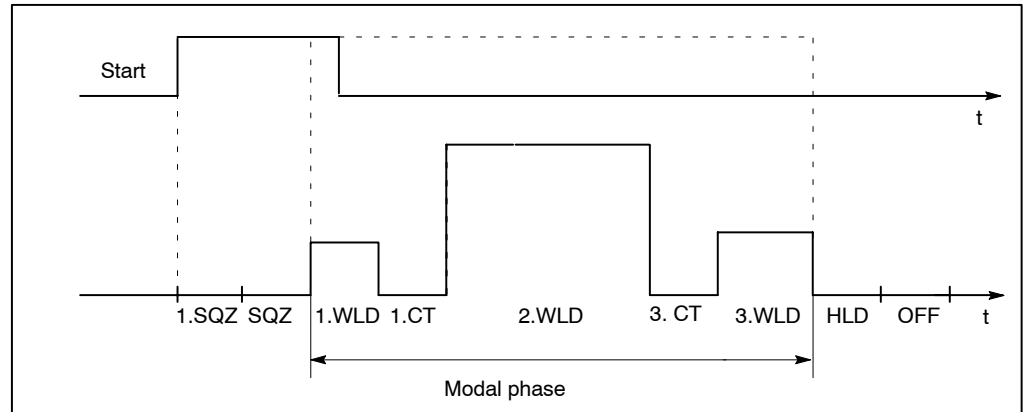 Start
t
1.SQZ SQZ 1.WLD 1.CT 2.WLD 3. CT 3.WLD HLD OFF t
Modal phase